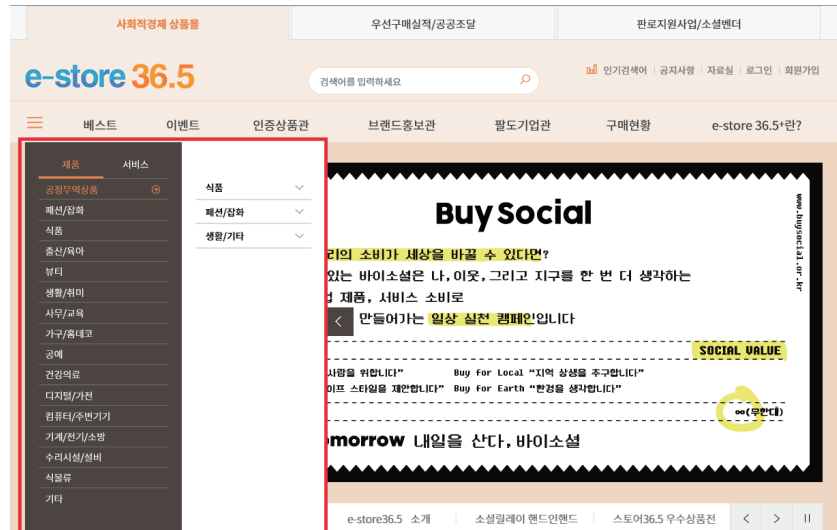 사회적경제 상품몰
우선구매실적/공공조달
판로지원사업/소셜벤더
e-store 36.5
검색어를 입력하세요
인기검색어 공지사항 자료실 로그인 회원가입
베스트 이벤트 인증상품관 브랜드홍보관 팔도기업관 구매현황 e-store 36.5+란?
제품 서비스
공정무역상품
패션/잡화
식품
출산/육아
뷰티
생활/취미
사무/교육
가구/홈데코
공예
건강의료
디지털/가전
컴퓨터/주변기기
기계/전기/소방
수리시설/설비
식물류
기타
식품
패션/잡화
생활/기타
Buy Social
www.buysocial.or.kr
리의 소비가 세상을 바꿀 수 있다면?
있는 바이소셜은 나,이웃,그리고 지구를 한 번 더 생각하는
제품, 서비스 소비로
만들어가는 일상 실천 캠페인입니다
SOCIAL VALUE
사람을 위합니다” Buy for Local “지역 상생을 추구합니다”
이프 스타일을 제안합니다” Buy for Earth “환경을 생각합니다”
∞(무한대)
morrow 내일을 산다,바이소셜
e-store36.5 소개 소셜릴레이 핸드인핸드 스토어36.5 우수상품전